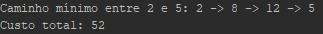 Caminho mínimo entre 2 e 5: 2 -> 8 -> 12 -> 5
Custo total: 52